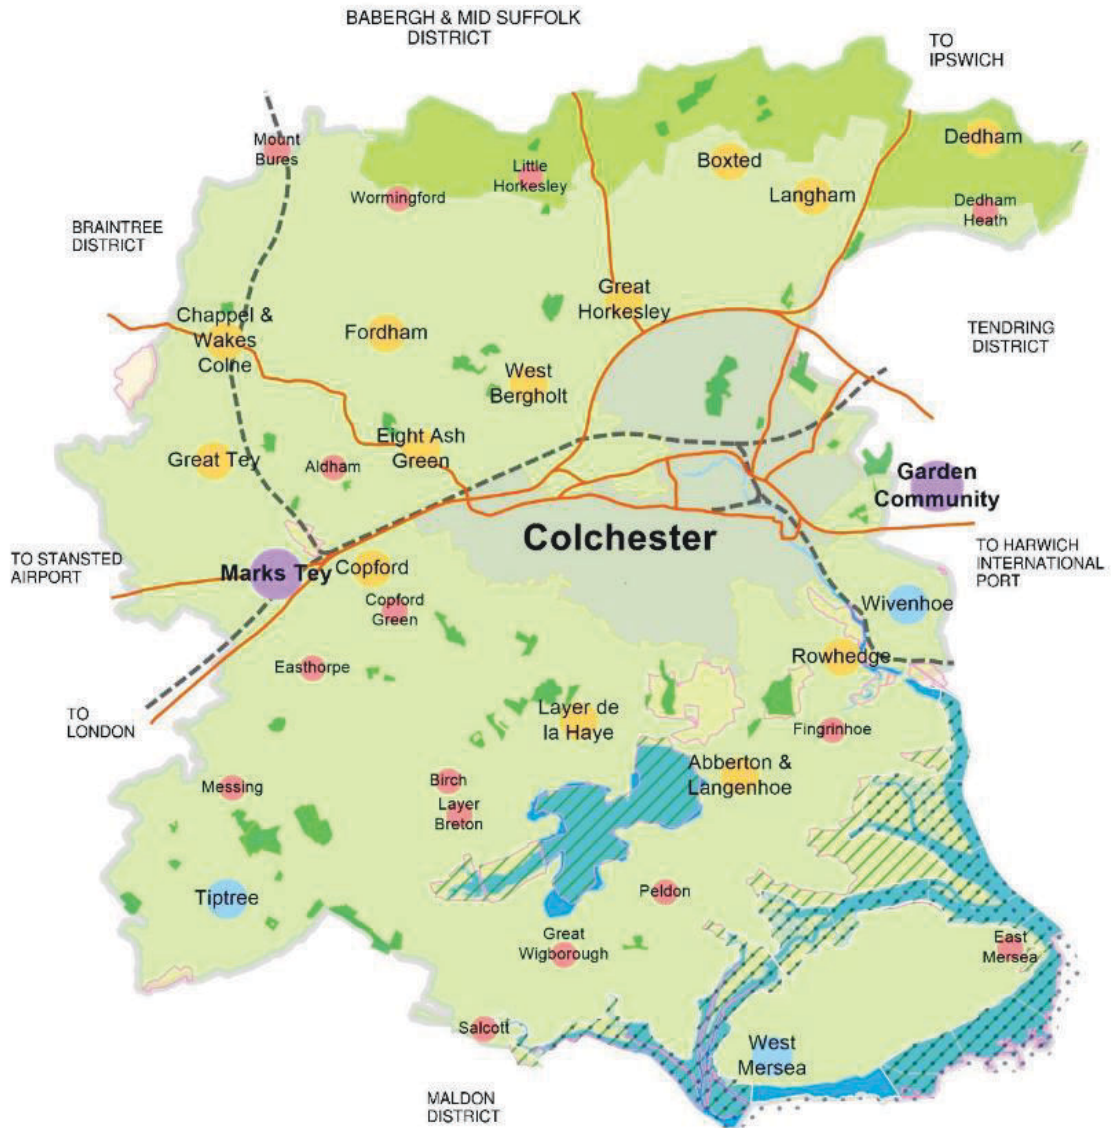 BABERGH & MID SUFFOLK
DISTRICT
TO
IPSWICH
Mount
Bures
Dedham
Boxted
Little
Horkesley
Langham
Wormingford
Dedham
Heath
BRAINTREE
DISTRICT
Great
Horkesley
Chappel &
Wakes
Colne
Fordham
TENDRING
DISTRICT
West
Bergholt
Eight Ash
Green
Great Tey
Aldham
Garden
Community
Colchester
TO STANSTED
AIRPORT
Marks Tey
Copford
TO HARWICH
INTERNATIONAL
PORT
Copford
Green
Wivenhoe
Easthorpe
Rowhedge
TO
LONDON
Layer de
la Haye
Fingrinhoe
Abberton &
Langenhoe
Messing
Birch
Layer
Breton
Tiptree
Peldon
Great
Wigborough
East
Mersea
Salcott
West
Mersea
MALDON
DISTRICT